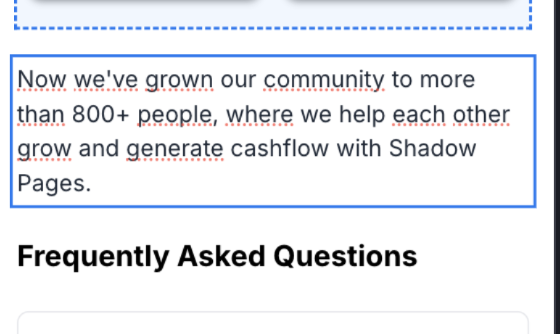 Now we've grown our community to more
than 800+ people, where we help each other
grow and generate cashflow with Shadow
Pages.
Frequently Asked Questions